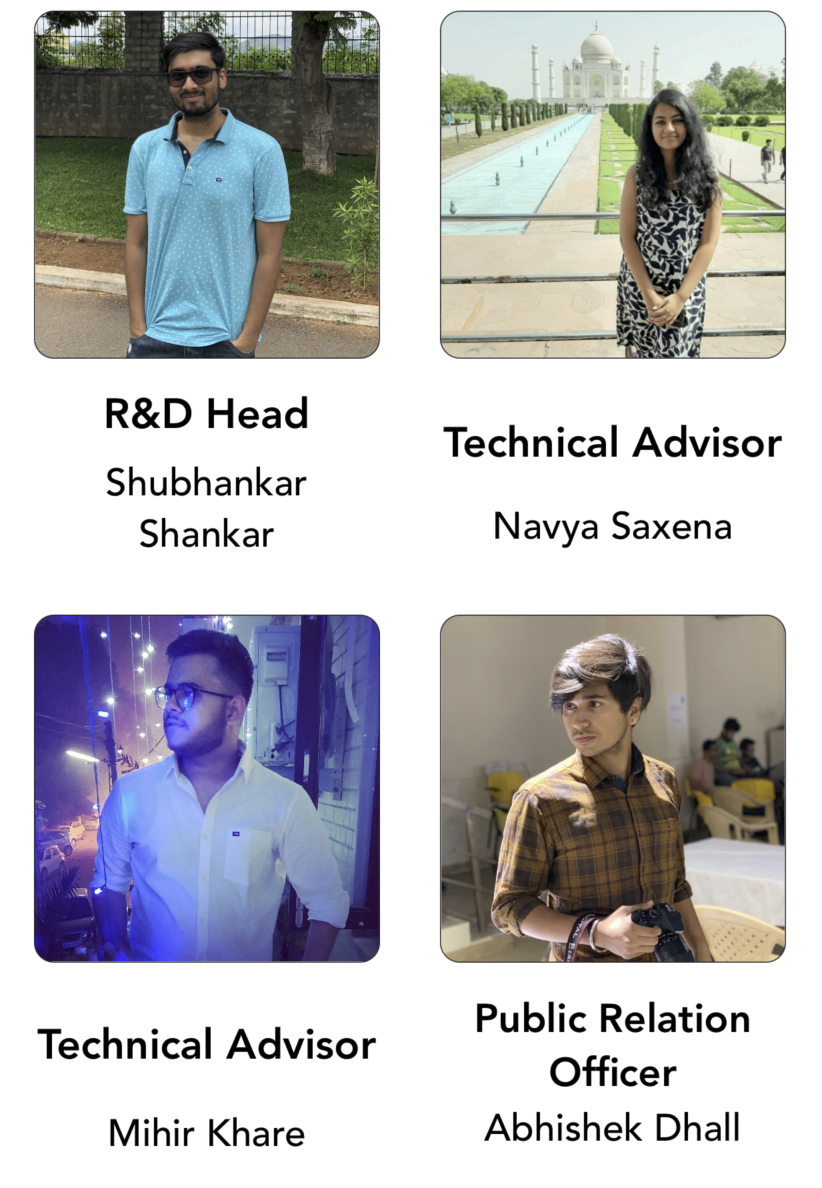 R&D Head
Shubhankar
Shankar
Technical Advisor
Navya Saxena
Technical Advisor
Mihir Khare
Public Relation
Officer
Abhishek Dhall